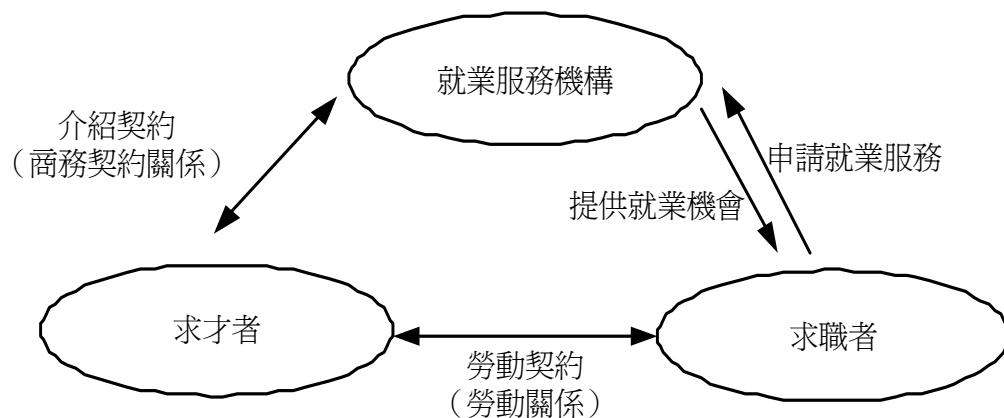 就業服務機構
介紹契約
（商務契約關係）
申請就業服務
提供就業機會
求才者
求職者
勞動契約
（勞動關係）